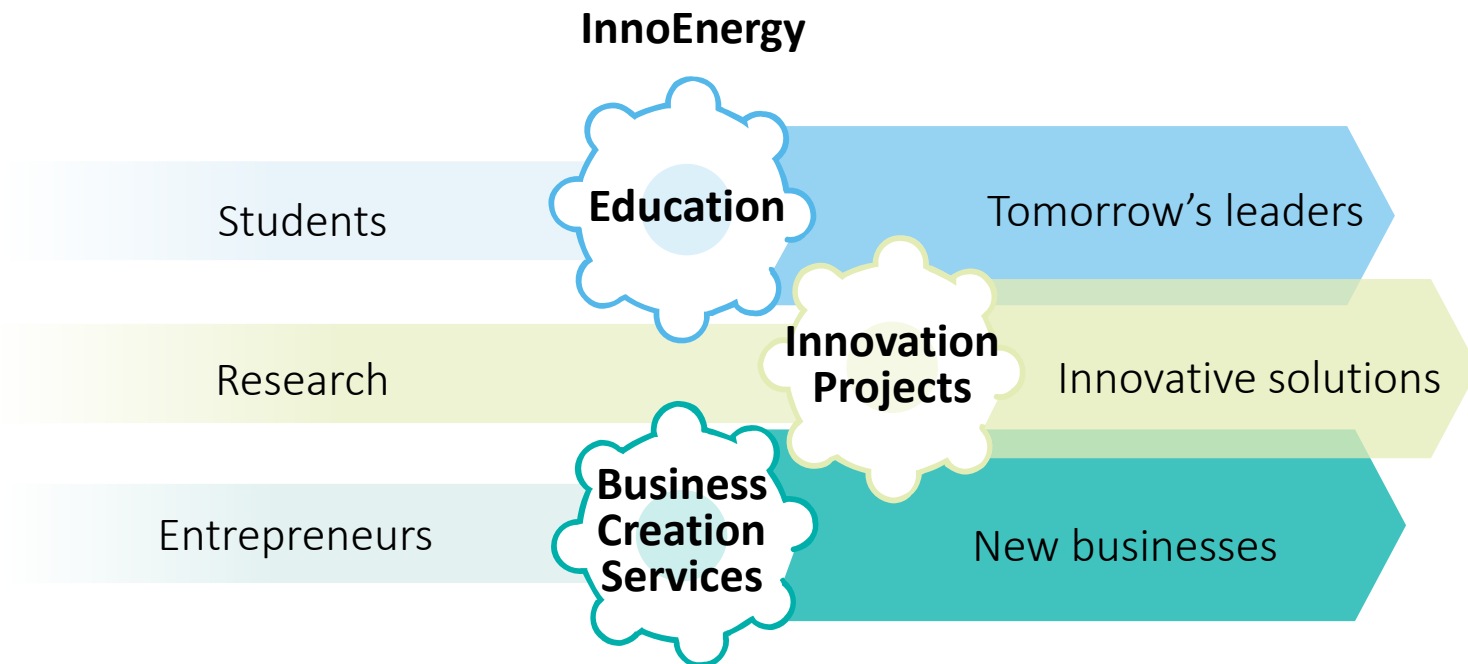 InnoEnergy
Students
Education
Tomorrow’s leaders
Research
Innovation
Projects
Innovative solutions
Entrepreneurs
Business
Creation
Services
New businesses